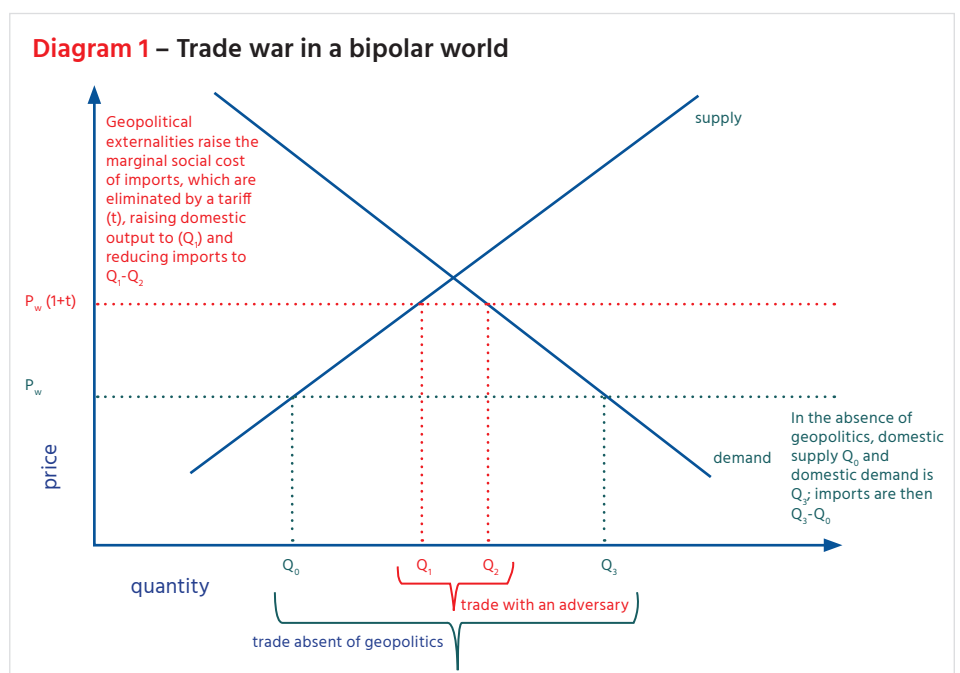 Diagram 1 – Trade war in a bipolar world
Geopolitical
externalities raise the
marginal social cost
of imports, which are
eliminated by a tariff
(t), raising domestic
output to (Q₁) and
reducing imports to
Q₁-Q₂
supply
P_w (1+t)
P_w
price
demand
In the absence of
geopolitics, domestic
supply Q₀ and
domestic demand is
Q₃; imports are then
Q₃-Q₀
Q₀ Q₁ Q₂ Q₃
quantity
trade with an adversary
trade absent of geopolitics